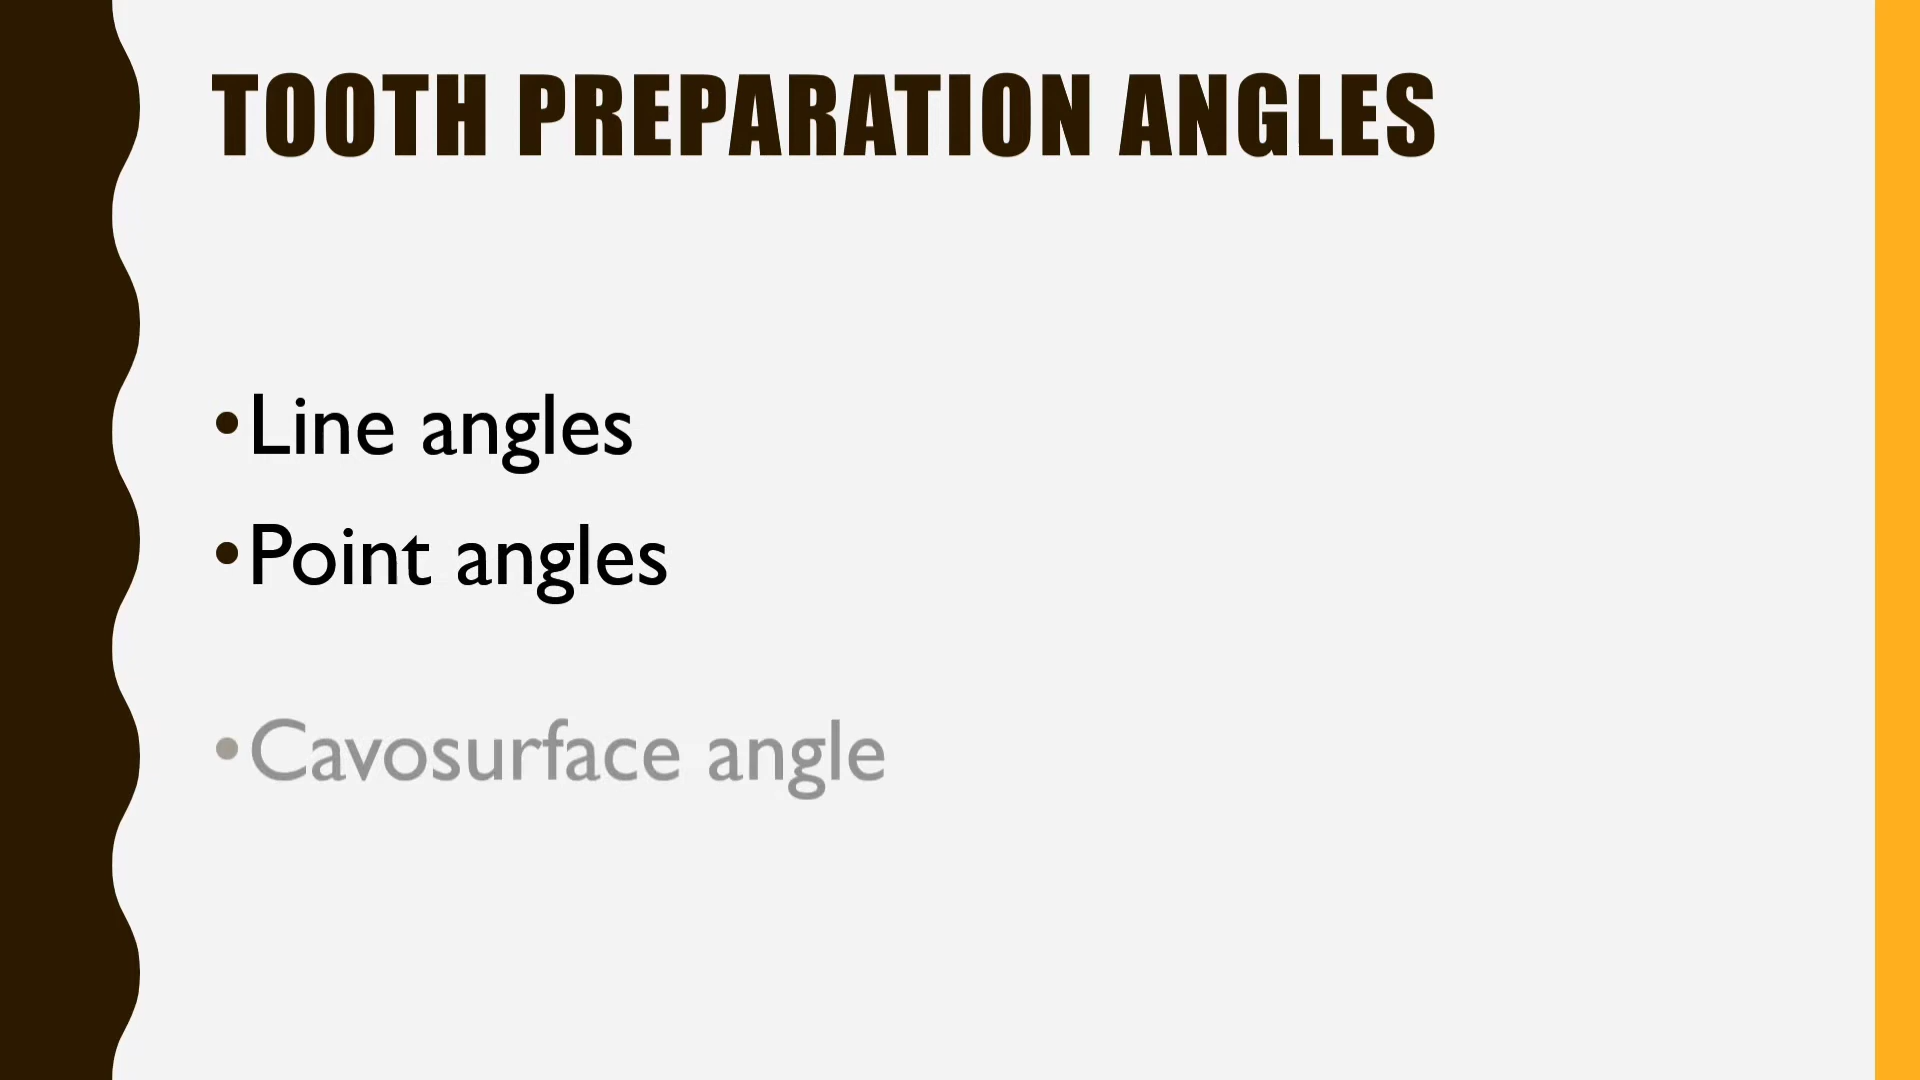 TOOTH PREPARATION ANGLES
•Line angles
•Point angles
•Cavosurface angle